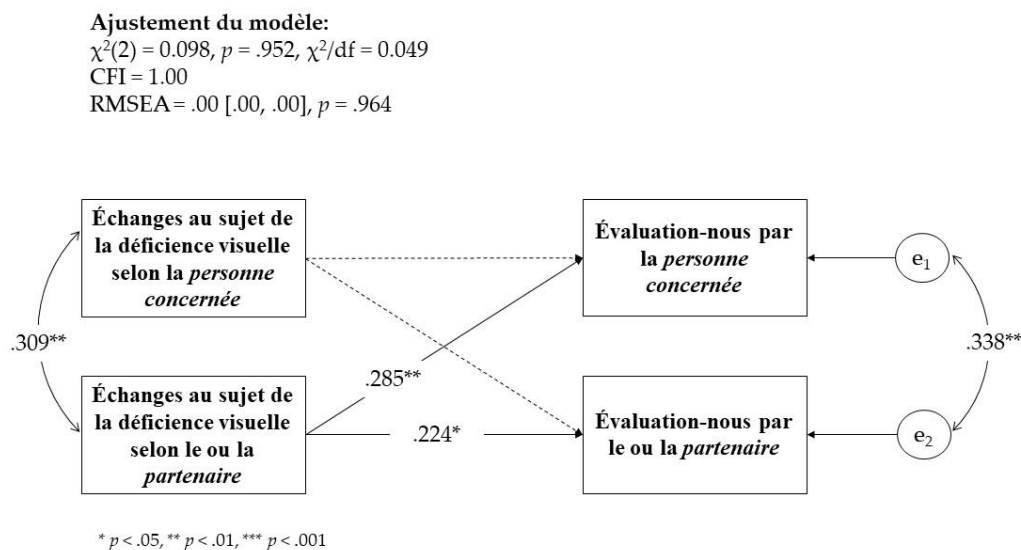 Ajustement du modèle:
χ²(2) = 0.098, p = .952, χ²/df = 0.049
CFI = 1.00
RMSEA = .00 [.00, .00], p = .964
Échanges au sujet de
la déficience visuelle
selon la personne
concernée
Évaluation-nous par
la personne
concernée
e₁
.309**
.285**
.338**
Échanges au sujet de
la déficience visuelle
selon le ou la
partenaire
.224*
Évaluation-nous par
le ou la partenaire
e₂
* p < .05, ** p < .01, *** p < .001